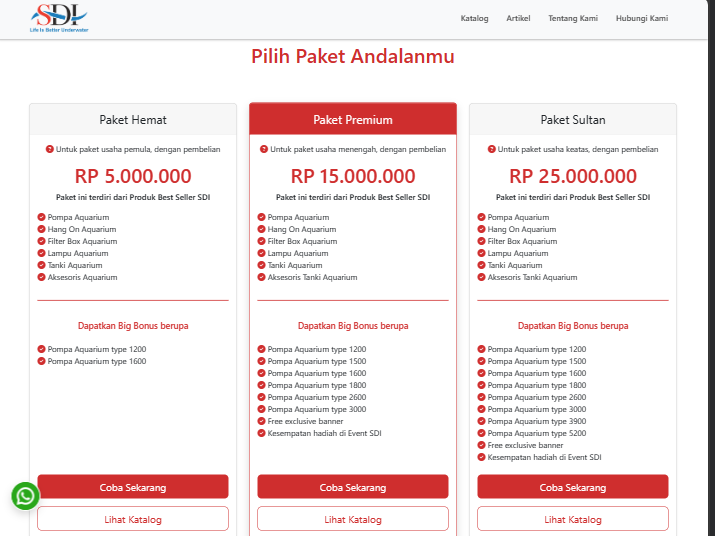 SDI
Life Is Better Underwater
Katalog
Artikel
Tentang Kami
Hubungi Kami
Pilih Paket Andalanmu
Paket Hemat
Untuk paket usaha pemula, dengan pembelian
RP 5.000.000
Paket ini terdiri dari Produk Best Seller SDI
Pompa Aquarium
Hang On Aquarium
Filter Box Aquarium
Lampu Aquarium
Tanki Aquarium
Aksesoris Aquarium
Dapatkan Big Bonus berupa
Pompa Aquarium type 1200
Pompa Aquarium type 1600
Coba Sekarang
Lihat Katalog
Paket Premium
Untuk paket usaha menengah, dengan pembelian
RP 15.000.000
Paket ini terdiri dari Produk Best Seller SDI
Pompa Aquarium
Hang On Aquarium
Filter Box Aquarium
Lampu Aquarium
Tanki Aquarium
Aksesoris Tanki Aquarium
Dapatkan Big Bonus berupa
Pompa Aquarium type 1200
Pompa Aquarium type 1500
Pompa Aquarium type 1600
Pompa Aquarium type 1800
Pompa Aquarium type 2600
Pompa Aquarium type 3000
Free exclusive banner
Kesempatan hadiah di Event SDI
Coba Sekarang
Lihat Katalog
Paket Sultan
Untuk paket usaha keatas, dengan pembelian
RP 25.000.000
Paket ini terdiri dari Produk Best Seller SDI
Pompa Aquarium
Hang On Aquarium
Filter Box Aquarium
Lampu Aquarium
Tanki Aquarium
Aksesoris Tanki Aquarium
Dapatkan Big Bonus berupa
Pompa Aquarium type 1200
Pompa Aquarium type 1500
Pompa Aquarium type 1600
Pompa Aquarium type 1800
Pompa Aquarium type 2600
Pompa Aquarium type 3000
Pompa Aquarium type 3900
Pompa Aquarium type 5200
Free exclusive banner
Kesempatan hadiah di Event SDI
Coba Sekarang
Lihat Katalog